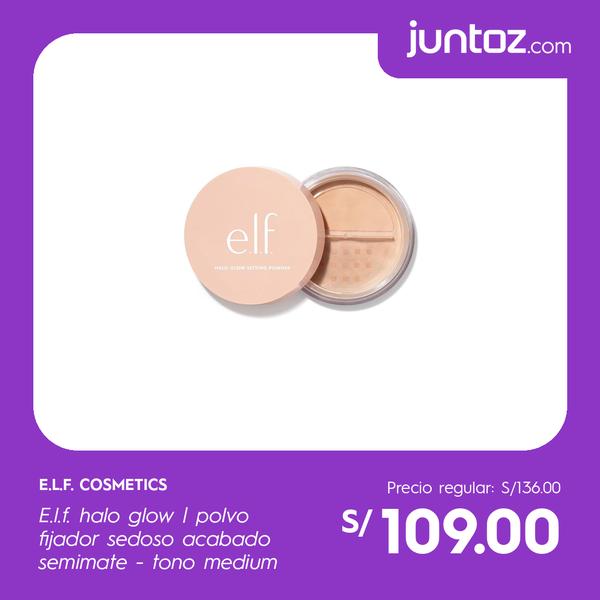 juntoz.com
e.l.f.
HALO GLOW SETTING POWDER
E.L.F. COSMETICS
E.l.f. halo glow | polvo
fijador sedoso acabado
semimate - tono medium
Precio regular: S/136.00
S/109.00